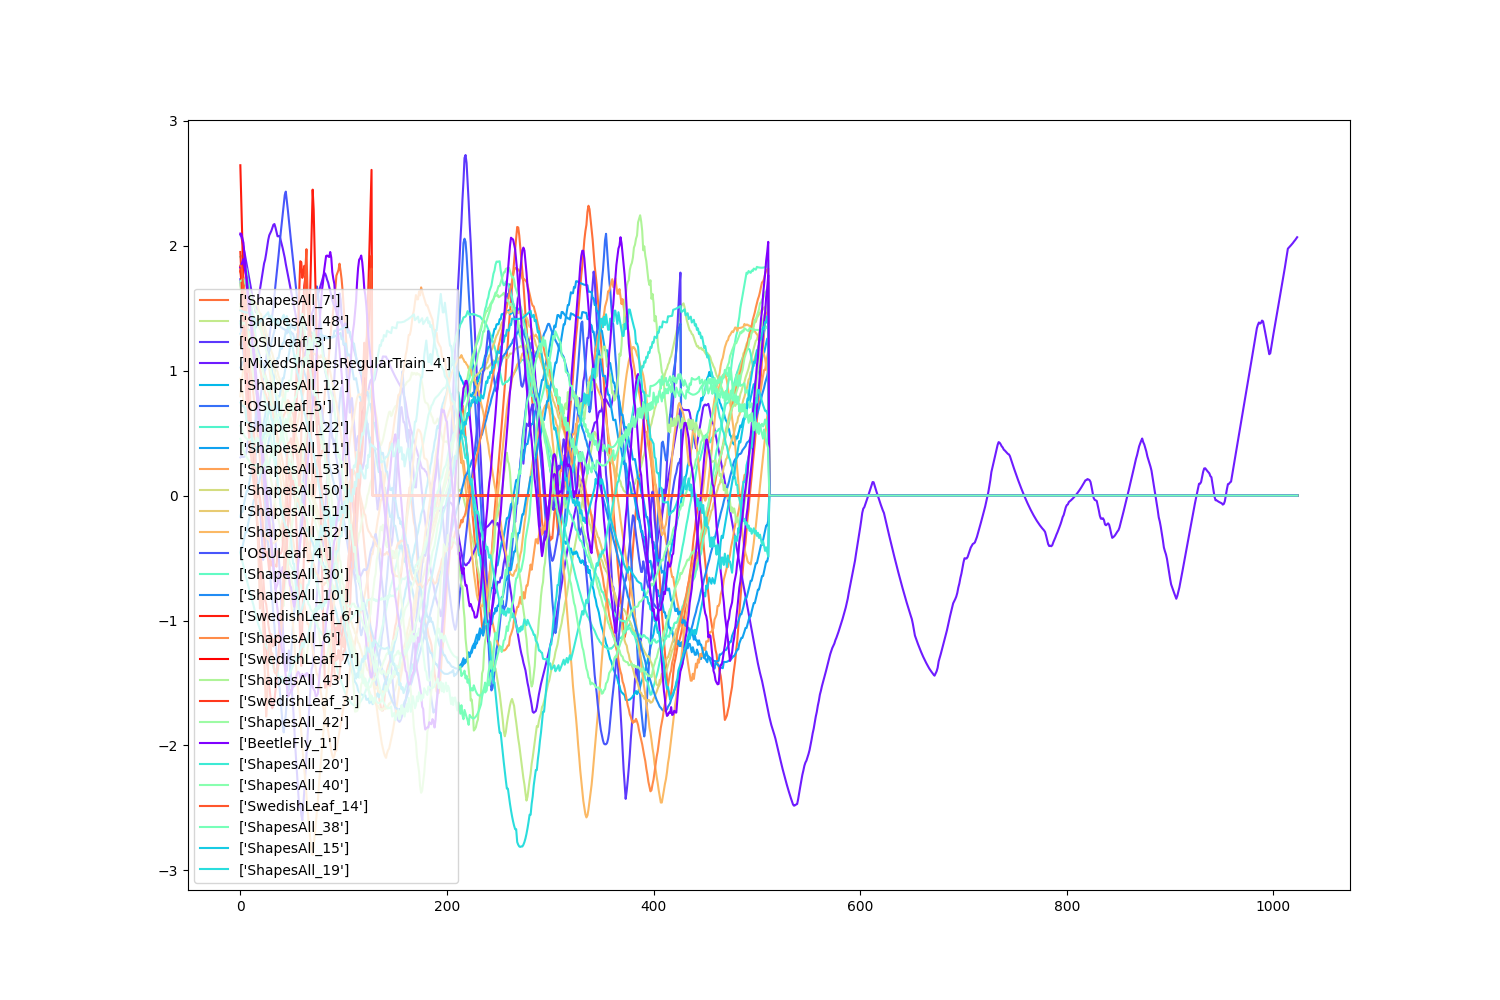 3
2
1
0
−1
−2
−3
['ShapesAll_7']
['ShapesAll_48']
['OSULeaf_3']
['MixedShapesRegularTrain_4']
['ShapesAll_12']
['OSULeaf_5']
['ShapesAll_22']
['ShapesAll_11']
['ShapesAll_53']
['ShapesAll_50']
['ShapesAll_51']
['ShapesAll_52']
['OSULeaf_4']
['ShapesAll_30']
['ShapesAll_10']
['SwedishLeaf_6']
['ShapesAll_6']
['SwedishLeaf_7']
['ShapesAll_43']
['SwedishLeaf_3']
['ShapesAll_42']
['BeetleFly_1']
['ShapesAll_20']
['ShapesAll_40']
['SwedishLeaf_14']
['ShapesAll_38']
['ShapesAll_15']
['ShapesAll_19']
0 200 400 600 800 1000